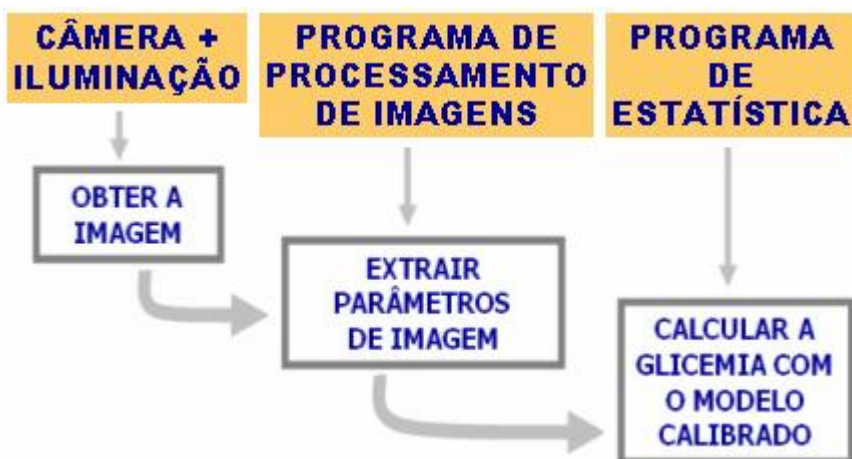 CÂMERA +
ILUMINAÇÃO
PROGRAMA DE
PROCESSAMENTO
DE IMAGENS
PROGRAMA
DE
ESTATÍSTICA
OBTER A
IMAGEM
EXTRAIR
PARÂMETROS
DE IMAGEM
CALCULAR A
GLICEMIA COM
O MODELO
CALIBRADO